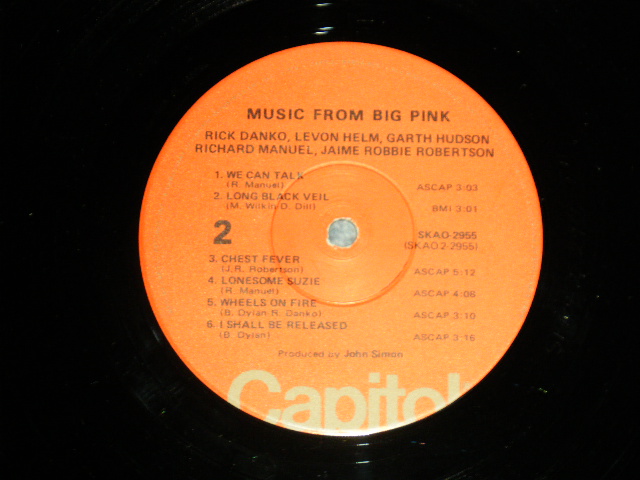 MUSIC FROM BIG PINK
RICK DANKO, LEVON HELM, GARTH HUDSON
RICHARD MANUEL, JAIME ROBBIE ROBERTSON
1. WE CAN TALK
(R. Manuel) ASCAP 3:03
2. LONG BLACK VEIL
(M. Wilkin/D. Dill) BMI 3:01
2
SKAO-2955
(SKAO 2-2955)
3. CHEST FEVER
(J.R. Robertson) ASCAP 5:12
4. LONESOME SUZIE
(R. Manuel) ASCAP 4:08
5. WHEELS ON FIRE
(B. Dylan/R. Danko) ASCAP 3:10
6. I SHALL BE RELEASED
(B. Dylan) ASCAP 3:16
Produced by John Simon
Capitol